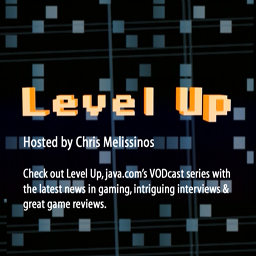 Level Up
Hosted by Chris Melissinos
Check out Level Up, java.com's VODcast series with
the latest news in gaming, intriguing interviews &
great game reviews.